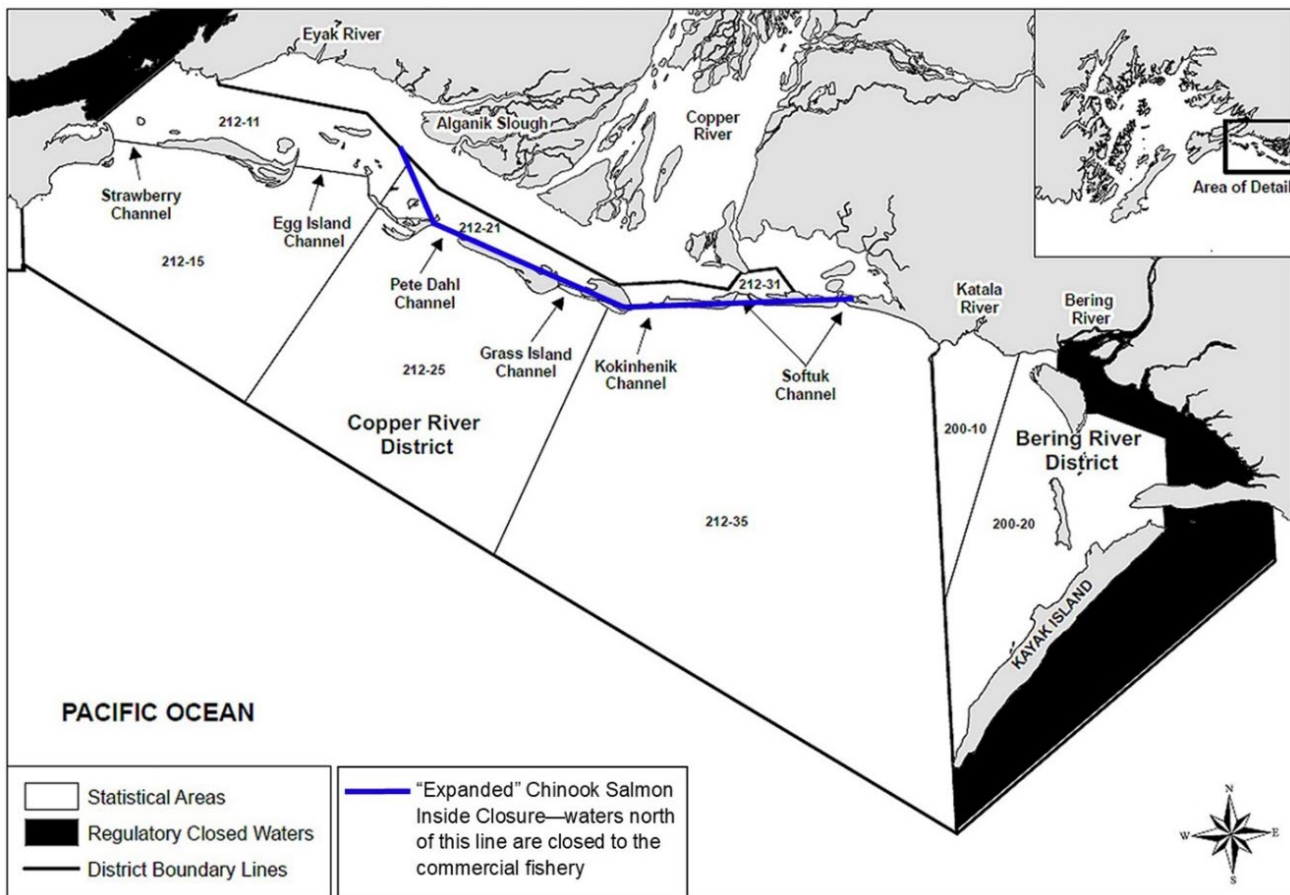 Eyak River
212-11
Alganik Slough
Copper
River
Area of Detail
Strawberry
Channel
Egg Island
Channel
212-21
212-15
Pete Dahl
Channel
212-31
Katala
River
Bering
River
Grass Island
Channel
Kokinhenik
Channel
Softuk
Channel
212-25
Copper River
District
200-10
Bering River
District
212-35
200-20
KAYAK ISLAND
PACIFIC OCEAN
Statistical Areas
Regulatory Closed Waters
District Boundary Lines
“Expanded” Chinook Salmon
Inside Closure—waters north
of this line are closed to the
commercial fishery
N
W
E
S